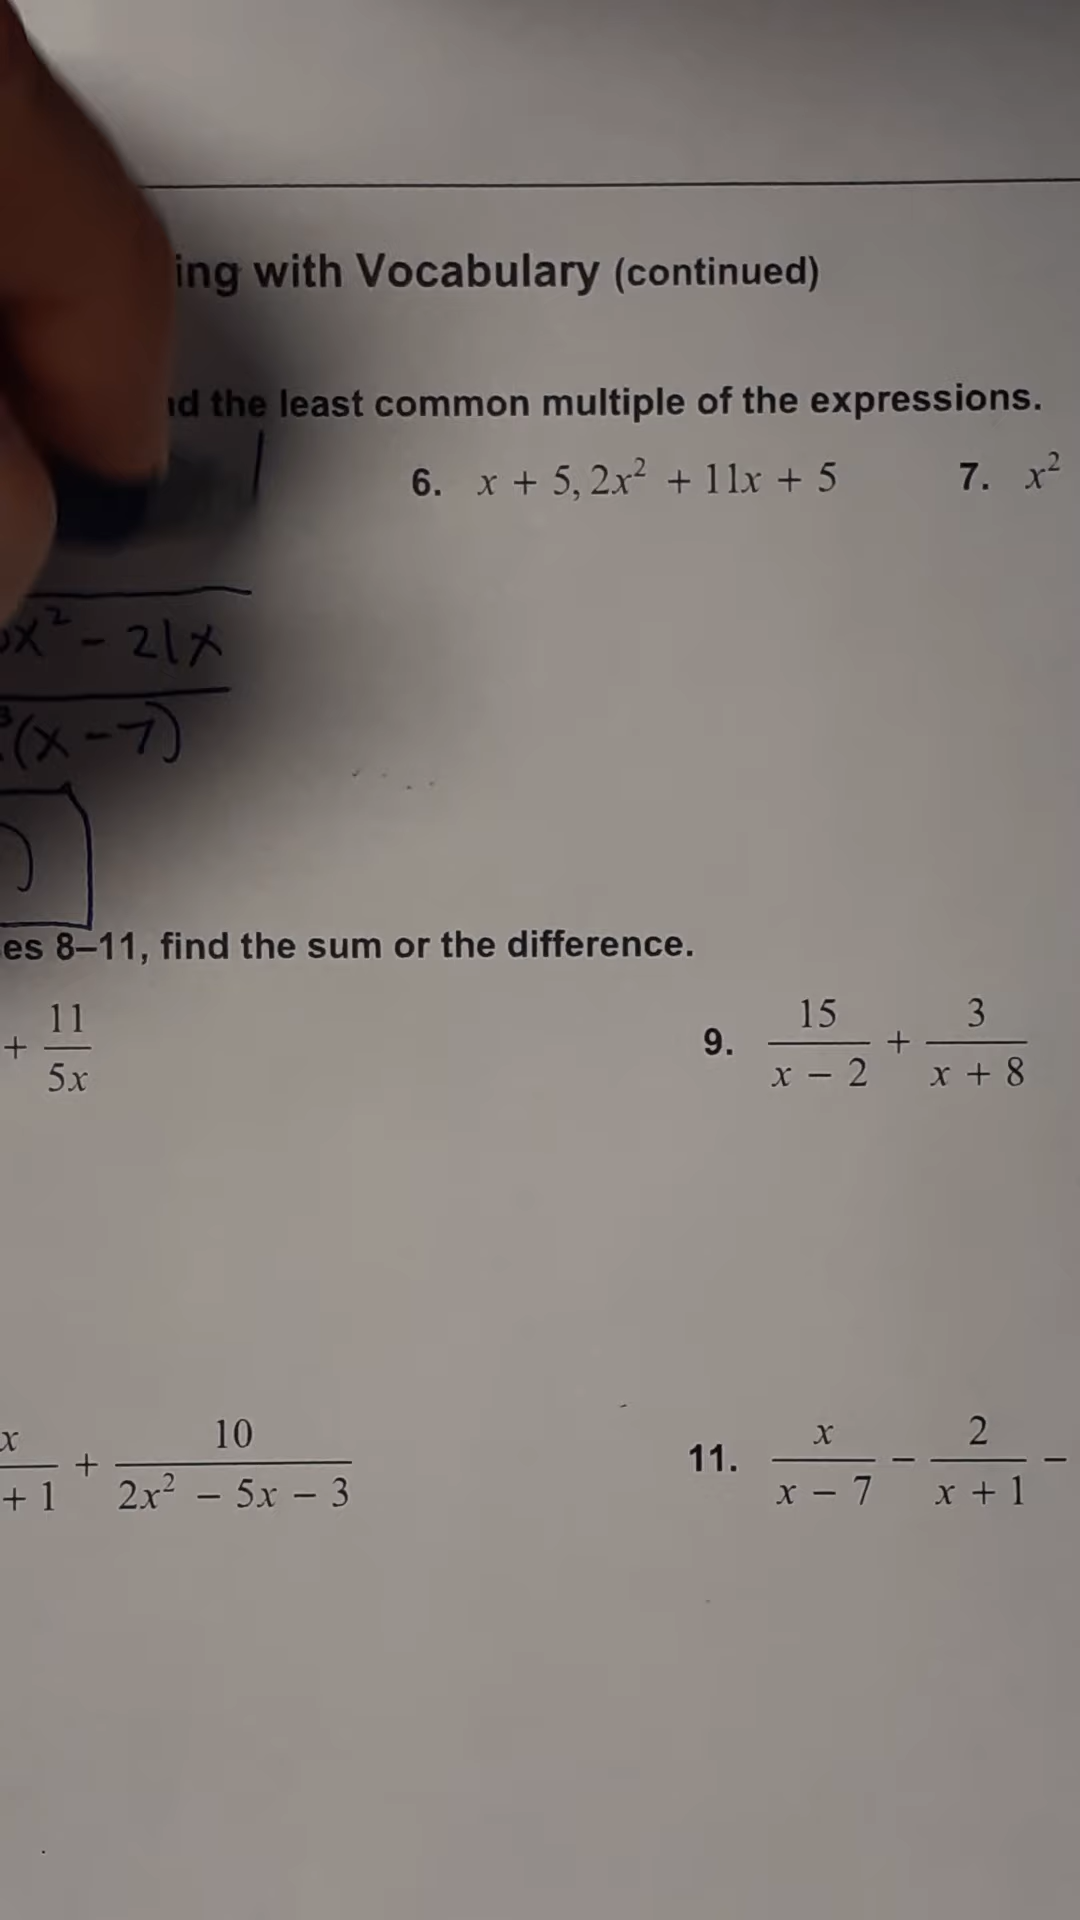 ing with Vocabulary (continued)
the least common multiple of the expressions.
6. x + 5, 2x² + 11x + 5
7. x²
x² - 21x
(x - 7)
)
es 8–11, find the sum or the difference.
+ 11/5x
9. 15/(x − 2) + 3/(x + 8)
x/+ 1 + 10/(2x² − 5x − 3)
11. x/(x − 7) − 2/(x + 1) −